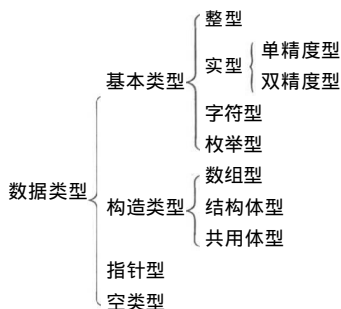 整型
单精度型
实型
双精度型
基本类型
字符型
枚举型
数组型
数据类型
构造类型
结构体型
共用体型
指针型
空类型